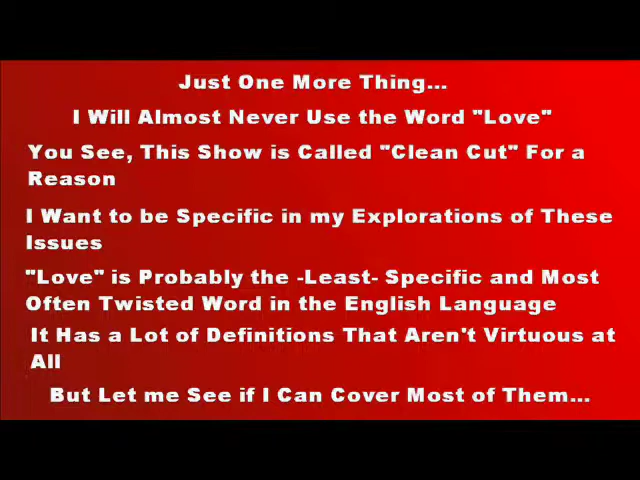 Just One More Thing...
I Will Almost Never Use the Word "Love"
You See, This Show is Called "Clean Cut" For a
Reason
I Want to be Specific in my Explorations of These
Issues
"Love" is Probably the -Least- Specific and Most
Often Twisted Word in the English Language
It Has a Lot of Definitions That Aren't Virtuous at
All
But Let me See if I Can Cover Most of Them...